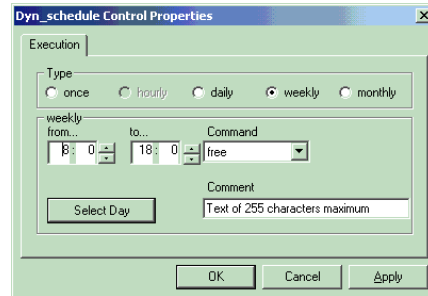 Dyn_schedule Control Properties
Execution
Type
once hourly daily weekly monthly
weekly
from... to... Command
8: 0 18: 0 free
Comment
Select Day Text of 255 characters maximum
OK Cancel Apply